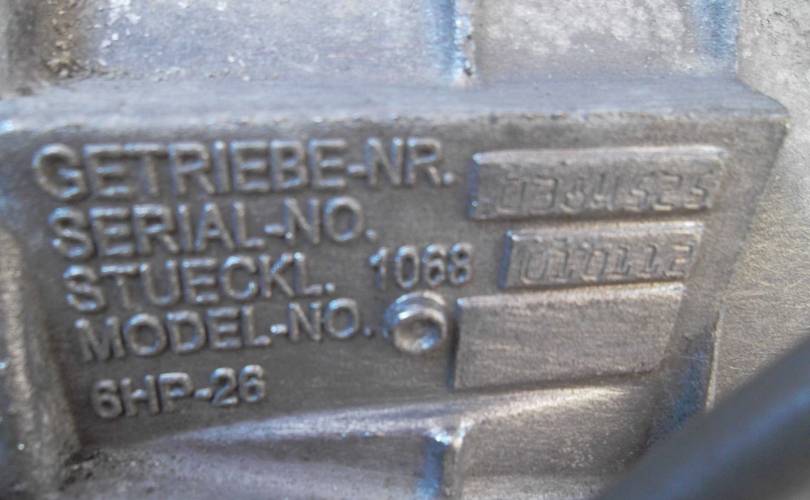 GETRIEBE-NR.
SERIAL-NO.
STUECKL. 1068
MODEL-NO.
6HP-26